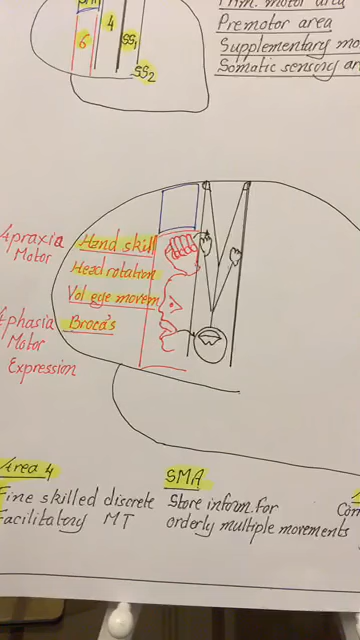 6
4
SS1
SS2
Prim. motor area
Premotor area
Supplementary mo
Somatic sensory ar
Apraxia
Motor
Hand skill
Head rotation
Vol eye movem
Aphasia
Motor
Expression
Broca's
Area 4
Fine skilled discrete
Facilitatory MT
SMA
Store inform. for
orderly multiple movements
Con